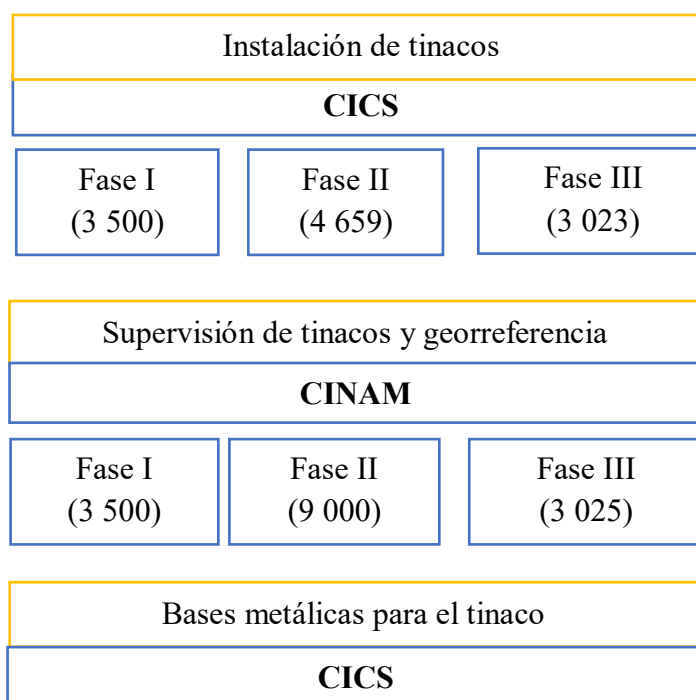 Instalación de tinacos
CICS
Fase I
(3 500)
Fase II
(4 659)
Fase III
(3 023)
Supervisión de tinacos y georreferencia
CINAM
Fase I
(3 500)
Fase II
(9 000)
Fase III
(3 025)
Bases metálicas para el tinaco
CICS